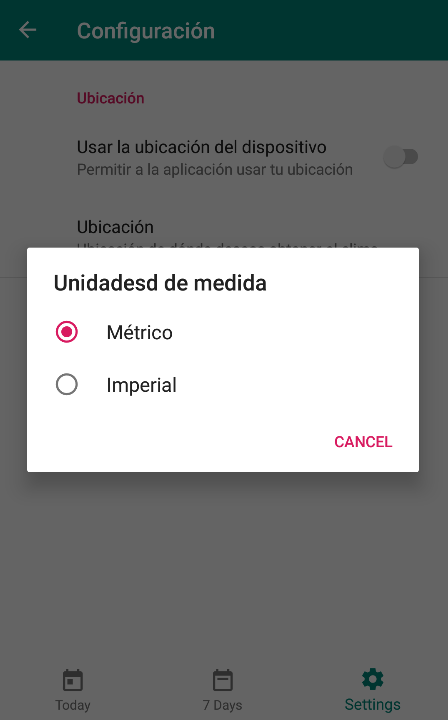 Configuración
Ubicación
Usar la ubicación del dispositivo
Permitir a la aplicación usar tu ubicación
Ubicación
Unidadesd de medida
Métrico
Imperial
CANCEL
Today
7 Days
Settings